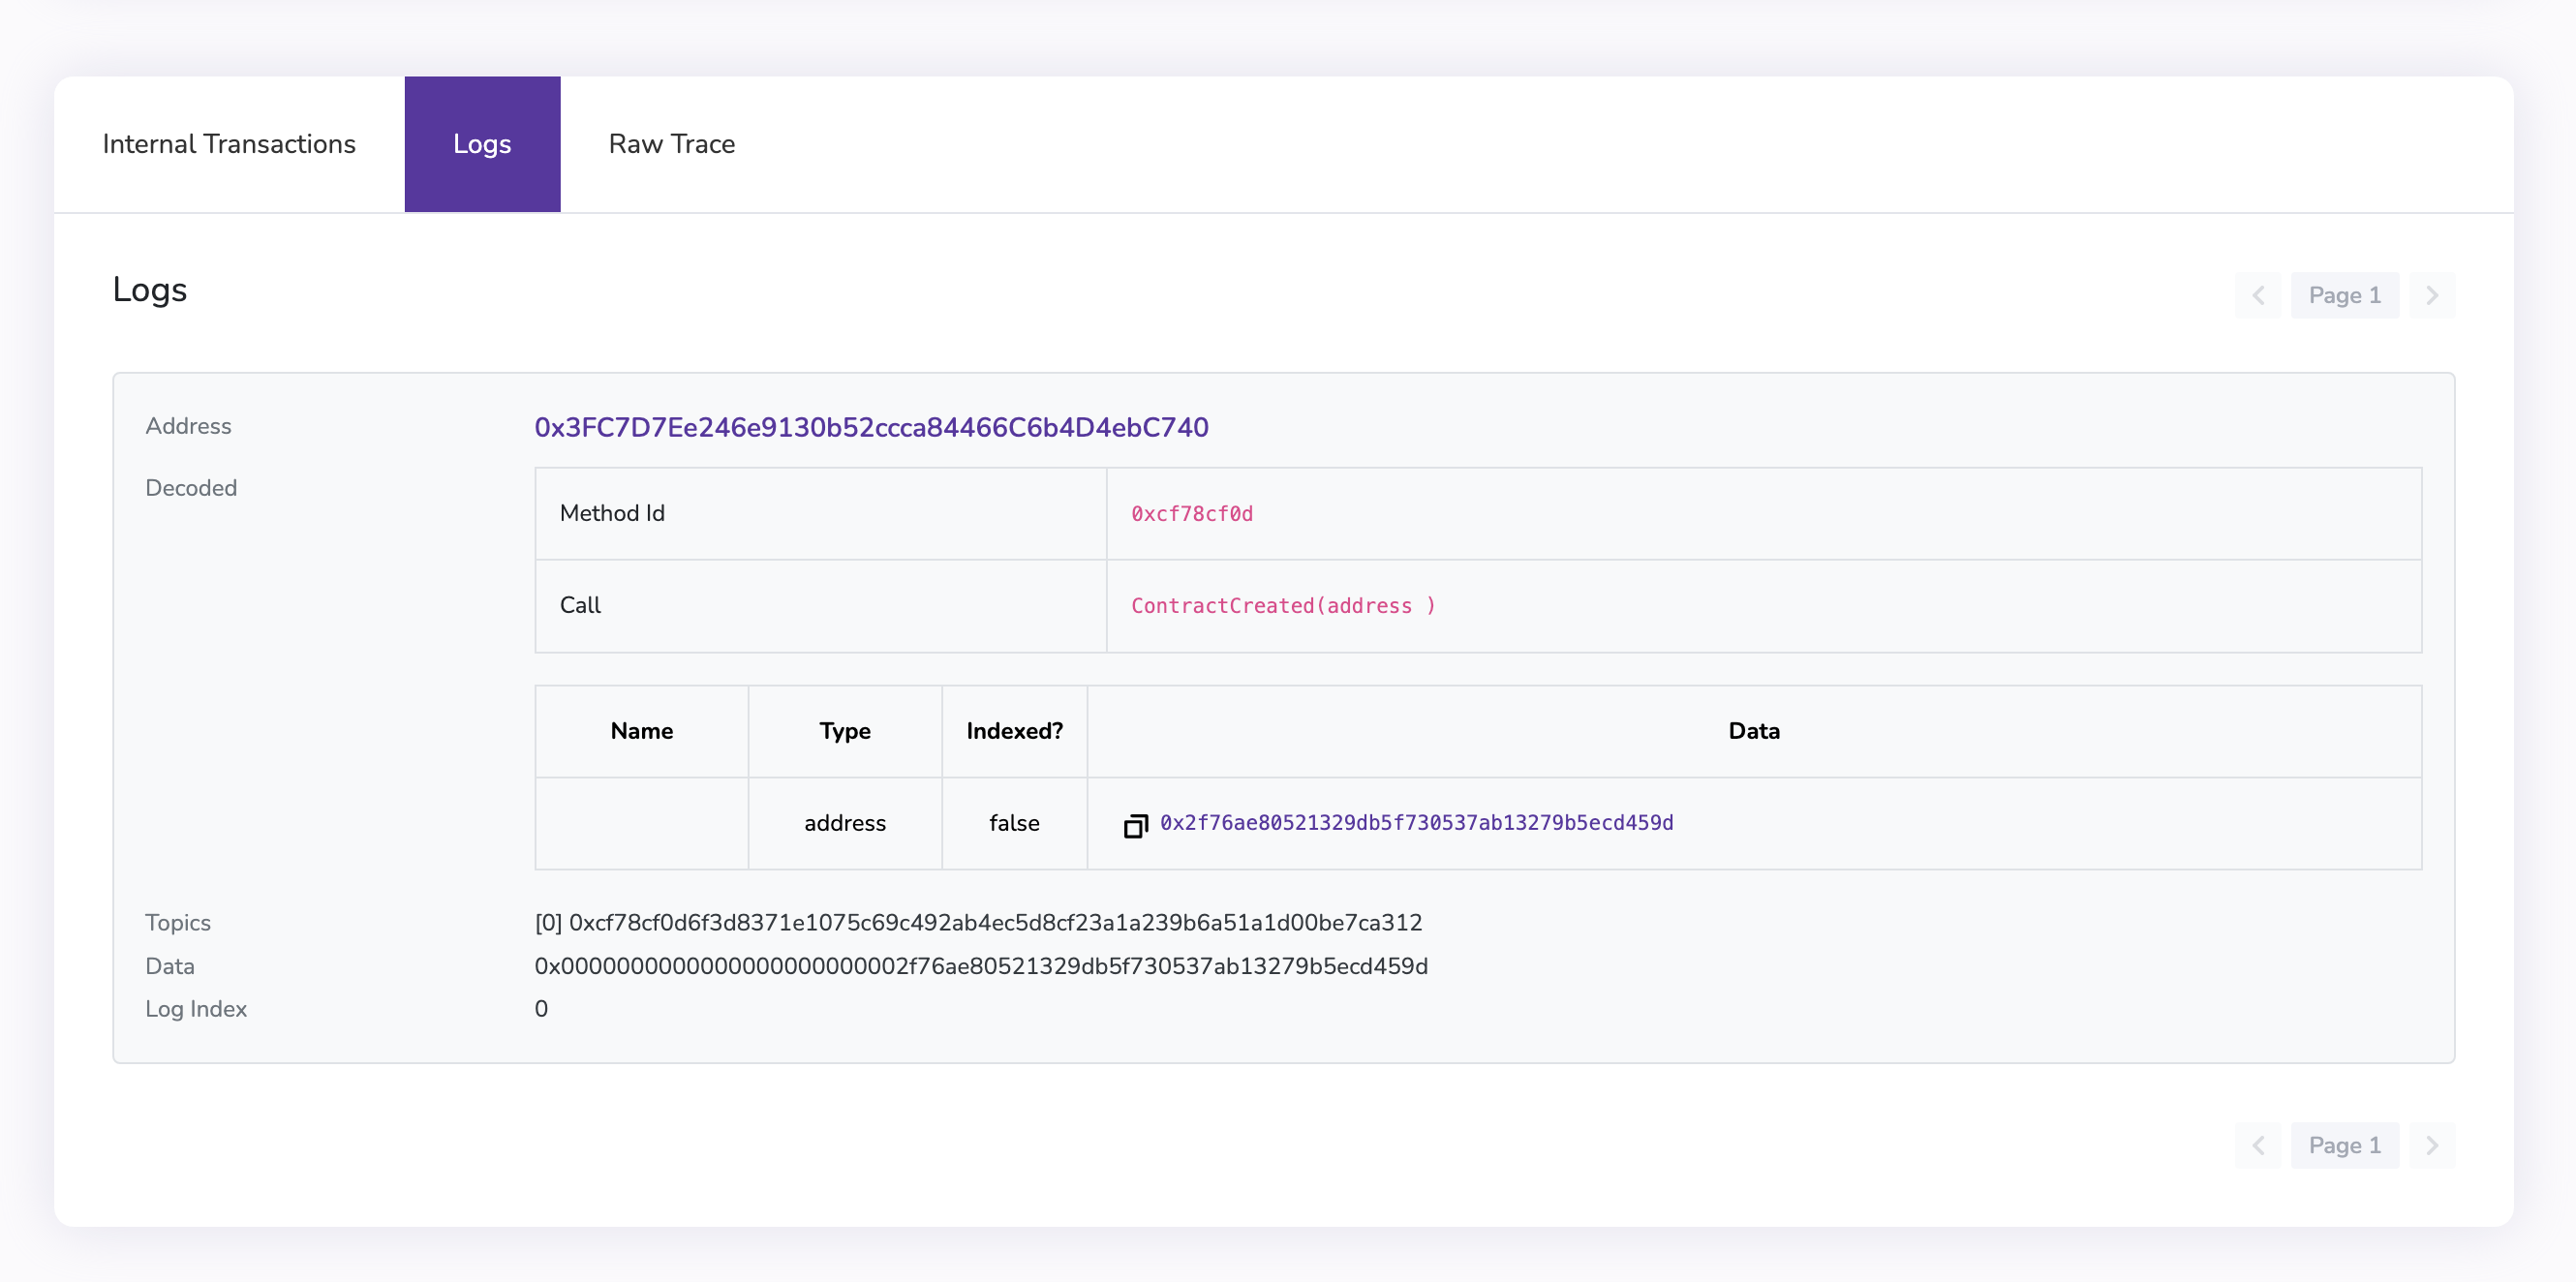 Internal Transactions Logs Raw Trace
Logs
Page 1
Address 0x3FC7D7Ee246e9130b52ccca84466C6b4D4ebC740
Decoded
Method Id 0xcf78cf0d
Call ContractCreated(address )
Name Type Indexed? Data
address false 0x2f76ae80521329db5f730537ab13279b5ecd459d
Topics [0] 0xcf78cf0d6f3d8371e1075c69c492ab4ec5d8cf23a1a239b6a51a1d00be7ca312
Data 0x0000000000000000000000002f76ae80521329db5f730537ab13279b5ecd459d
Log Index 0
Page 1